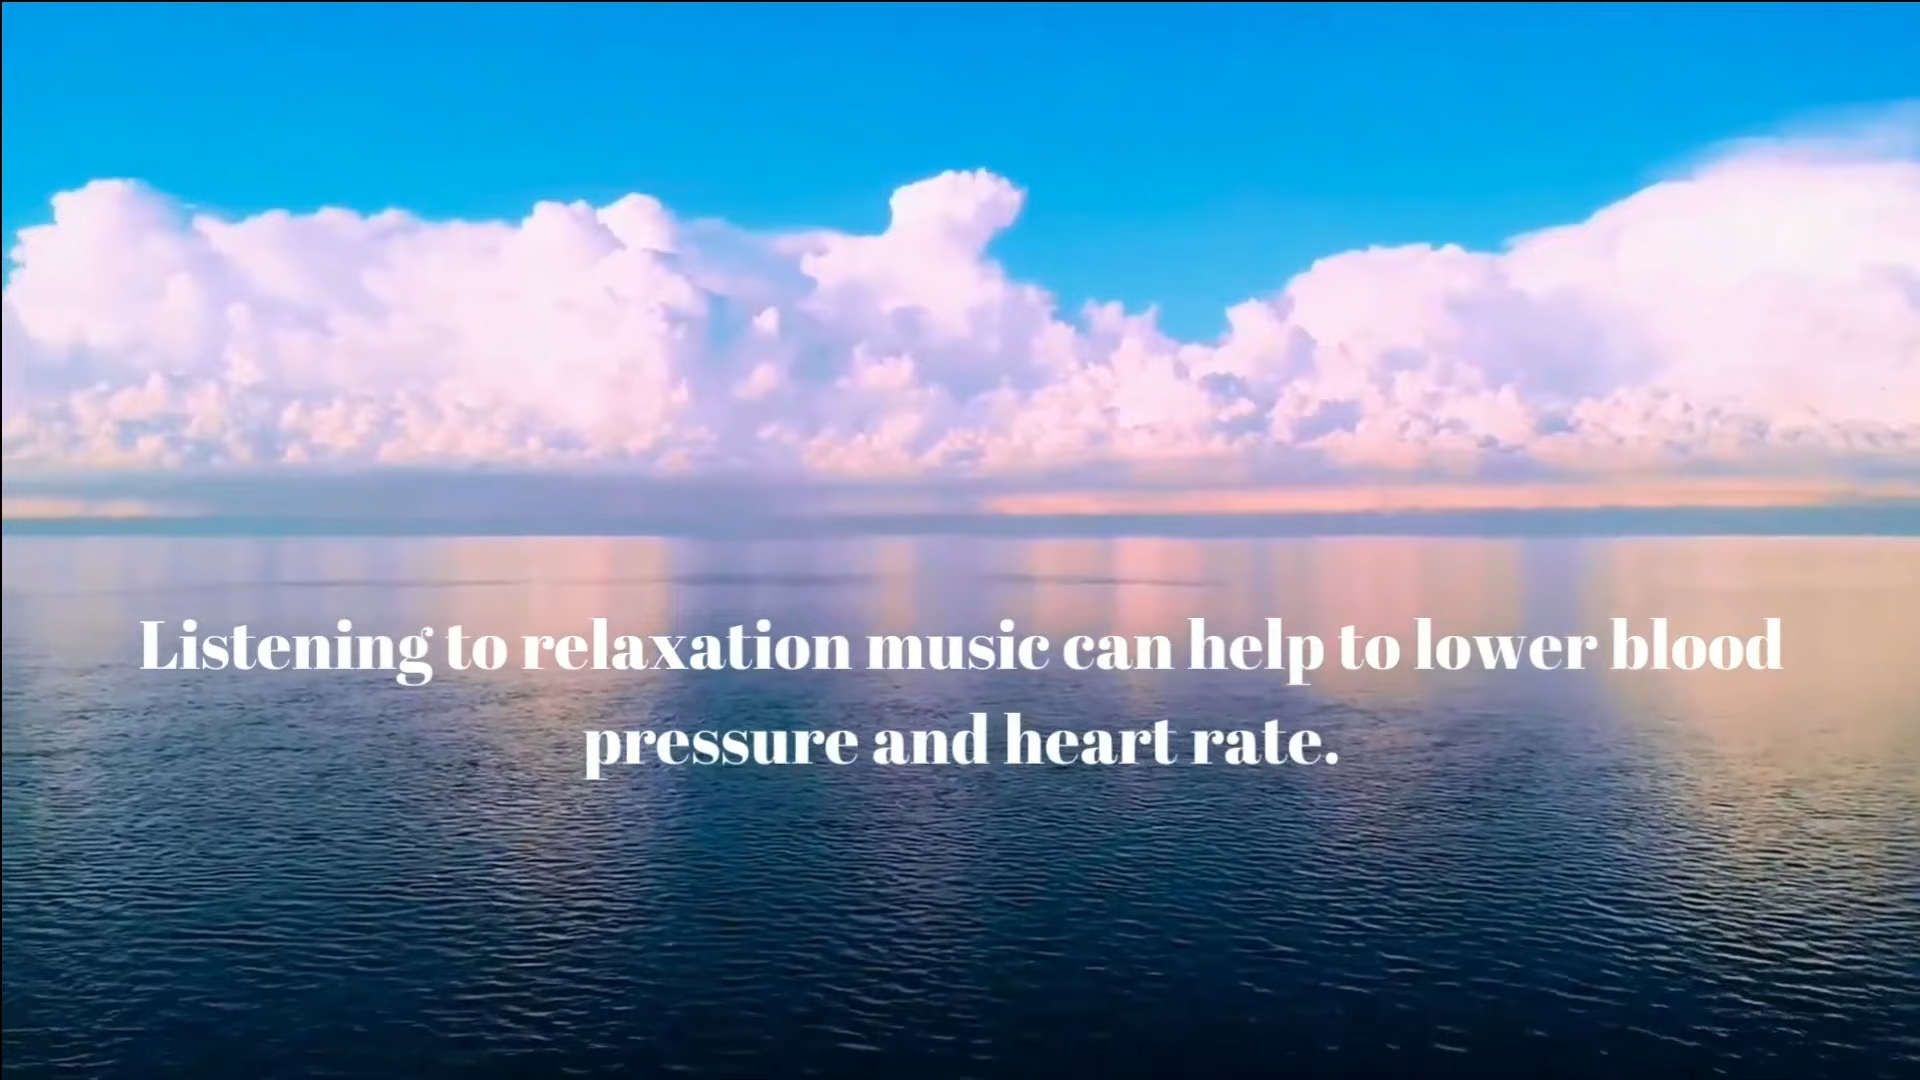 Listening to relaxation music can help to lower blood
pressure and heart rate.